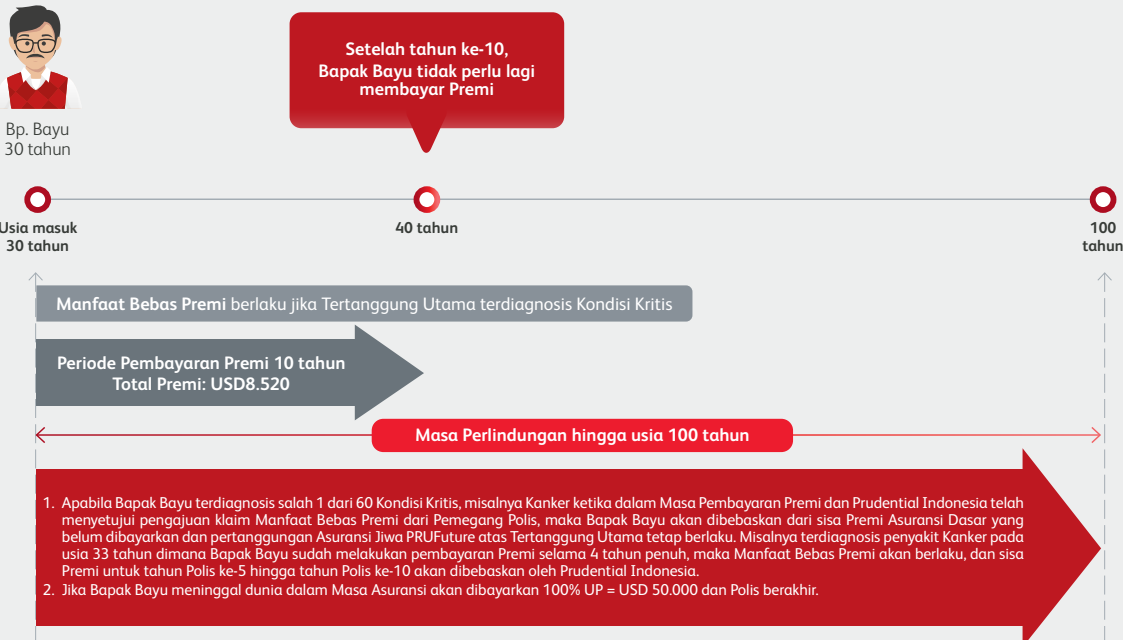 Setelah tahun ke-10,
Bapak Bayu tidak perlu lagi
membayar Premi
Bp. Bayu
30 tahun
Usia masuk
30 tahun
40 tahun
100
tahun
Manfaat Bebas Premi berlaku jika Tertanggung Utama terdiagnosis Kondisi Kritis
Periode Pembayaran Premi 10 tahun
Total Premi: USD8.520
Masa Perlindungan hingga usia 100 tahun
1. Apabila Bapak Bayu terdiagnosis salah 1 dari 60 Kondisi Kritis, misalnya Kanker ketika dalam Masa Pembayaran Premi dan Prudential Indonesia telah
menyetujui pengajuan klaim Manfaat Bebas Premi dari Pemegang Polis, maka Bapak Bayu akan dibebaskan dari sisa Premi Asuransi Dasar yang
belum dibayarkan dan pertanggungan Asuransi Jiwa PRUFuture atas Tertanggung Utama tetap berlaku. Misalnya terdiagnosis penyakit Kanker pada
usia 33 tahun dimana Bapak Bayu sudah melakukan pembayaran Premi selama 4 tahun penuh, maka Manfaat Bebas Premi akan berlaku, dan sisa
Premi untuk tahun Polis ke-5 hingga tahun Polis ke-10 akan dibebaskan oleh Prudential Indonesia.
2. Jika Bapak Bayu meninggal dunia dalam Masa Asuransi akan dibayarkan 100% UP = USD 50.000 dan Polis berakhir.